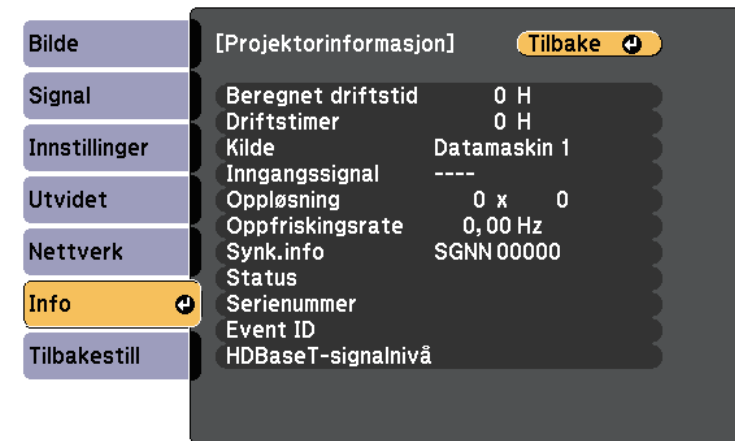 Bilde
Signal
Innstillinger
Utvidet
Nettverk
Info
Tilbakestill
[Projektorinformasjon] Tilbake
Beregnet driftstid 0 H
Driftstimer 0 H
Kilde Datamaskin 1
Inngangssignal ----
Oppløsning 0 x 0
Oppfriskingsrate 0,00 Hz
Synk.info SGNN 00000
Status
Serienummer
Event ID
HDBaseT-signalnivå